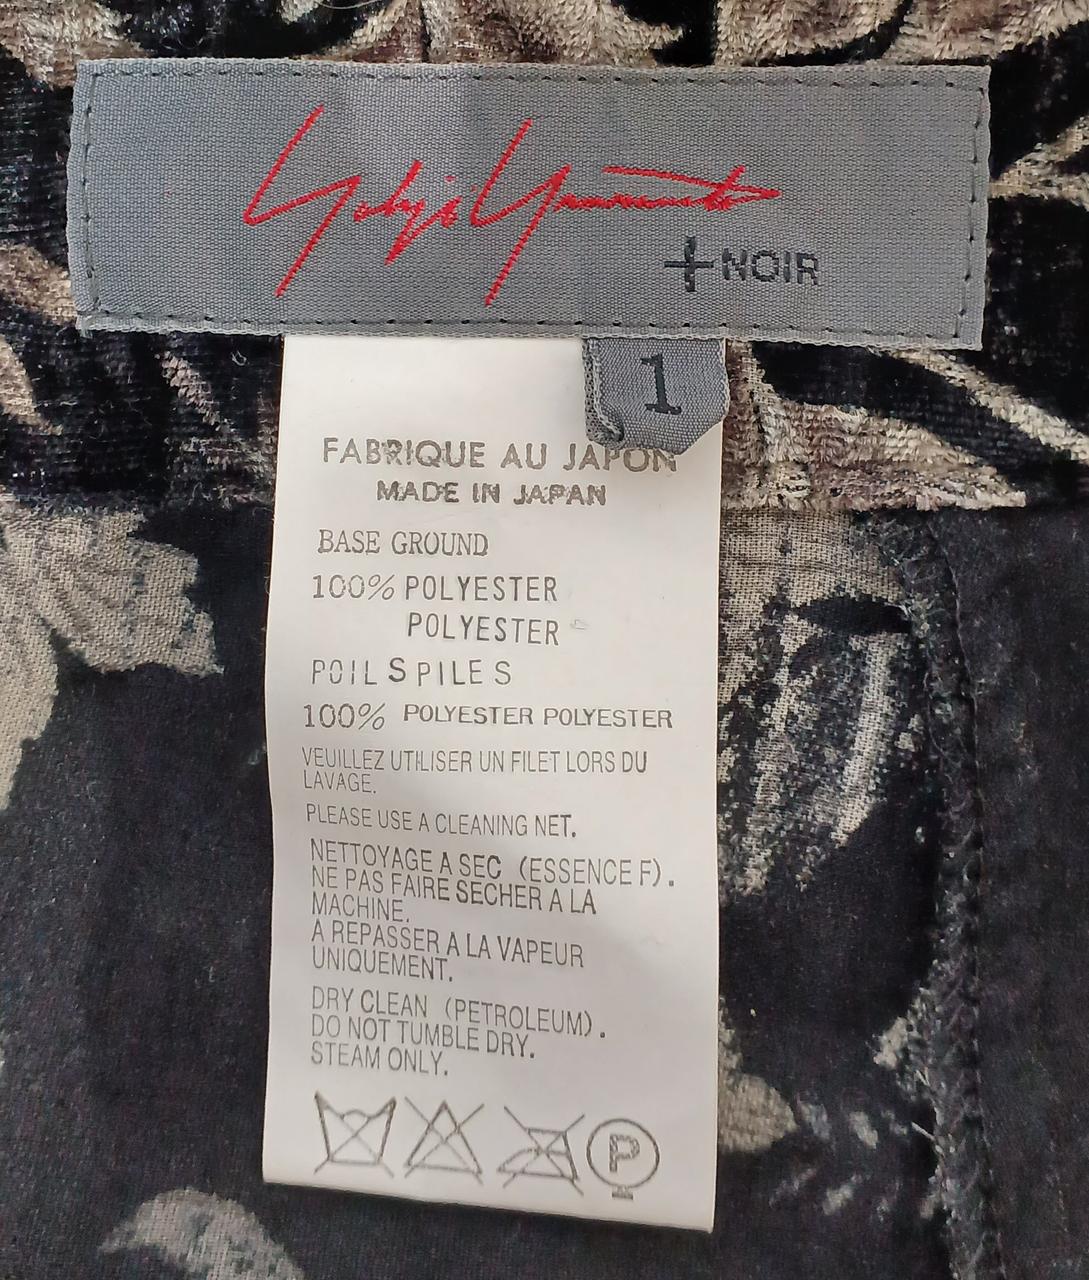 Yohji Yamamoto
+NOIR
1
FABRIQUE AU JAPON
MADE IN JAPAN
BASE GROUND
100% POLYESTER
POLYESTER
POILS PILES
100% POLYESTER POLYESTER
VEUILLEZ UTILISER UN FILET LORS DU
LAVAGE.
PLEASE USE A CLEANING NET.
NETTOYAGE A SEC (ESSENCE F).
NE PAS FAIRE SECHER A LA
MACHINE.
A REPASSER A LA VAPEUR
UNIQUEMENT.
DRY CLEAN (PETROLEUM).
DO NOT TUMBLE DRY.
STEAM ONLY.
P